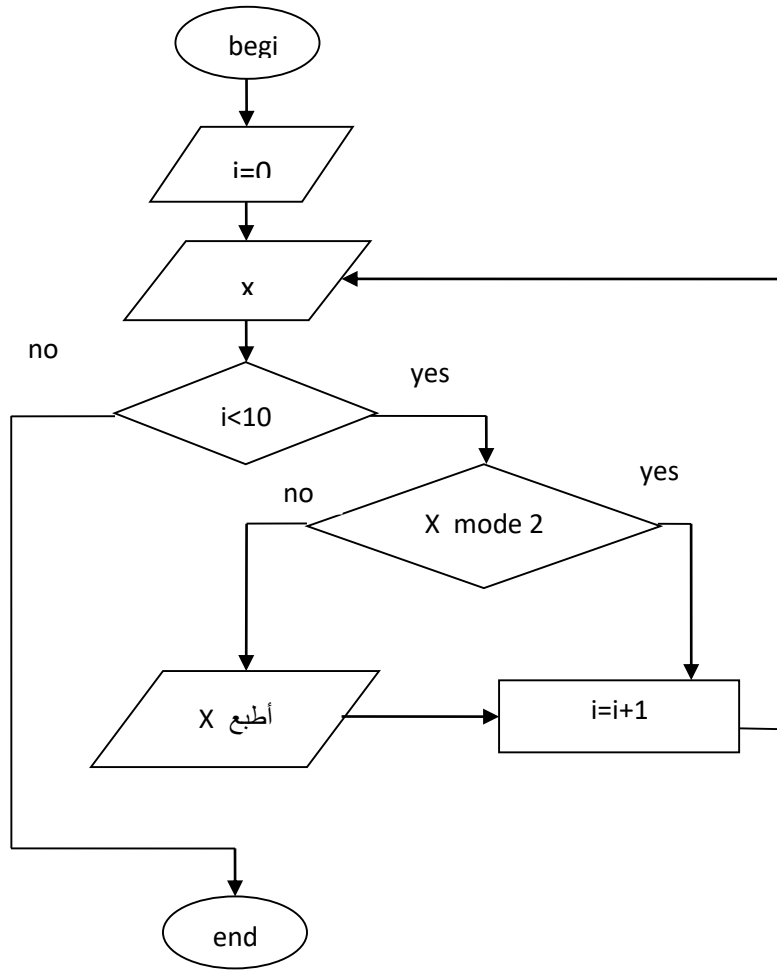 begi
i=0
x
no
yes
i<10
yes
no
X mode 2
أطبع X
i=i+1
end